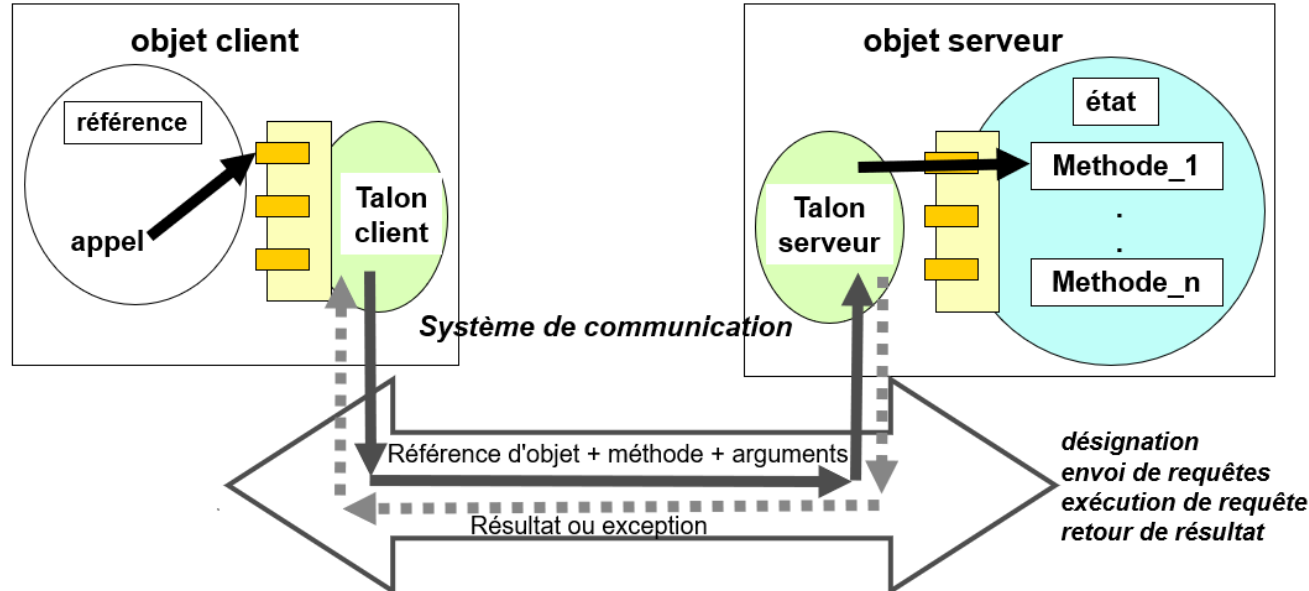 objet client
référence
appel
Talon
client
objet serveur
état
Methode_1
.
.
Methode_n
Talon
serveur
Système de communication
Référence d'objet + méthode + arguments
Résultat ou exception
désignation
envoi de requêtes
exécution de requête
retour de résultat